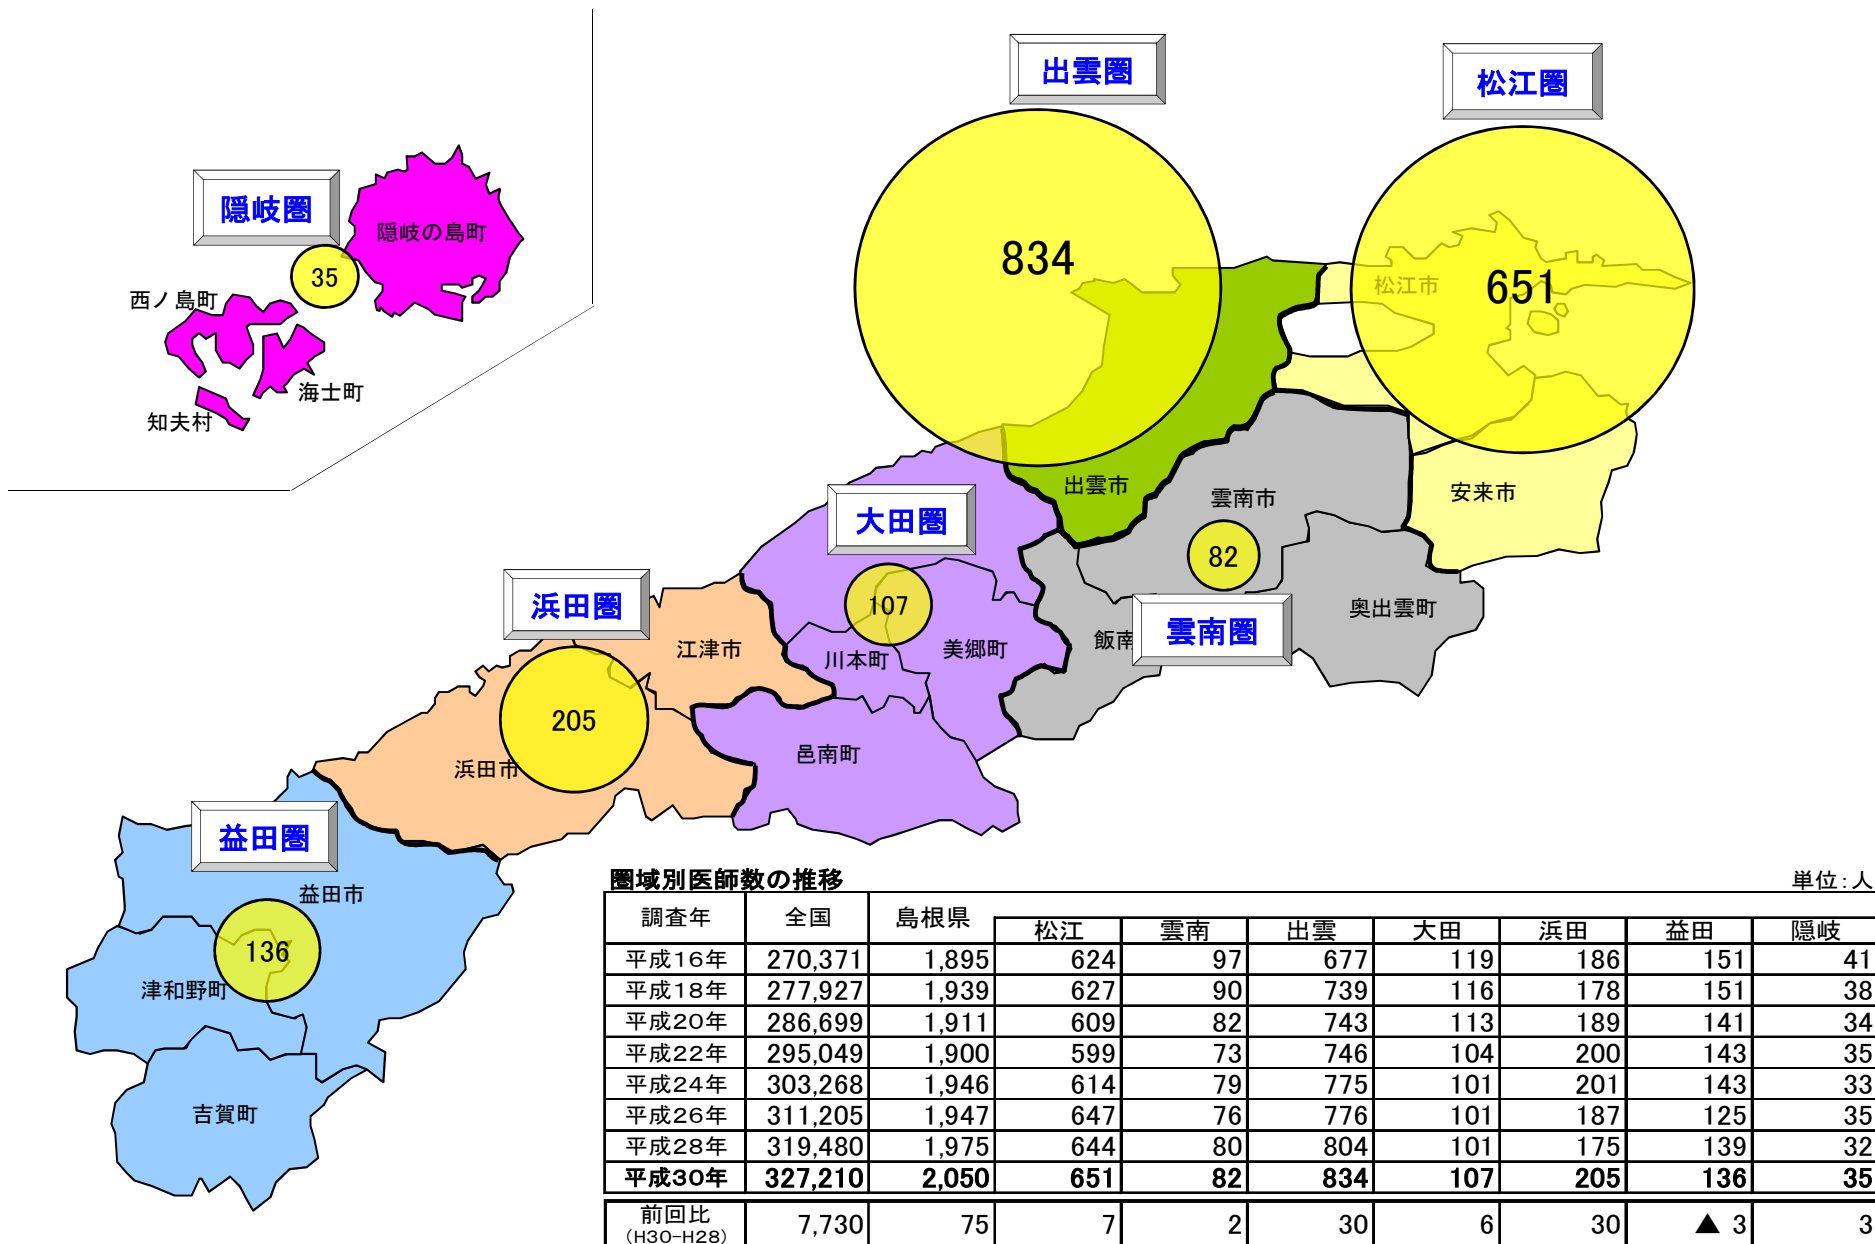 出雲圏
松江圏
隠岐圏
隠岐の島町
35
西ノ島町
海士町
知夫村
834
651
松江市
出雲市
雲南市
安来市
大田圏
82
浜田圏
107
奥出雲町
雲南圏
飯南
江津市
川本町
美郷町
205
邑南町
浜田市
益田圏
益田市
136
津和野町
吉賀町
圏域別医師数の推移 単位:人
調査年 全国 島根県 松江 雲南 出雲 大田 浜田 益田 隠岐
平成16年 270,371 1,895 624 97 677 119 186 151 41
平成18年 277,927 1,939 627 90 739 116 178 151 38
平成20年 286,699 1,911 609 82 743 113 189 141 34
平成22年 295,049 1,900 599 73 746 104 200 143 35
平成24年 303,268 1,946 614 79 775 101 201 143 33
平成26年 311,205 1,947 647 76 776 101 187 125 35
平成28年 319,480 1,975 644 80 804 101 175 139 32
平成30年 327,210 2,050 651 82 834 107 205 136 35
前回比 7,730 75 7 2 30 6 30 ▲ 3 3
(H30-H28)